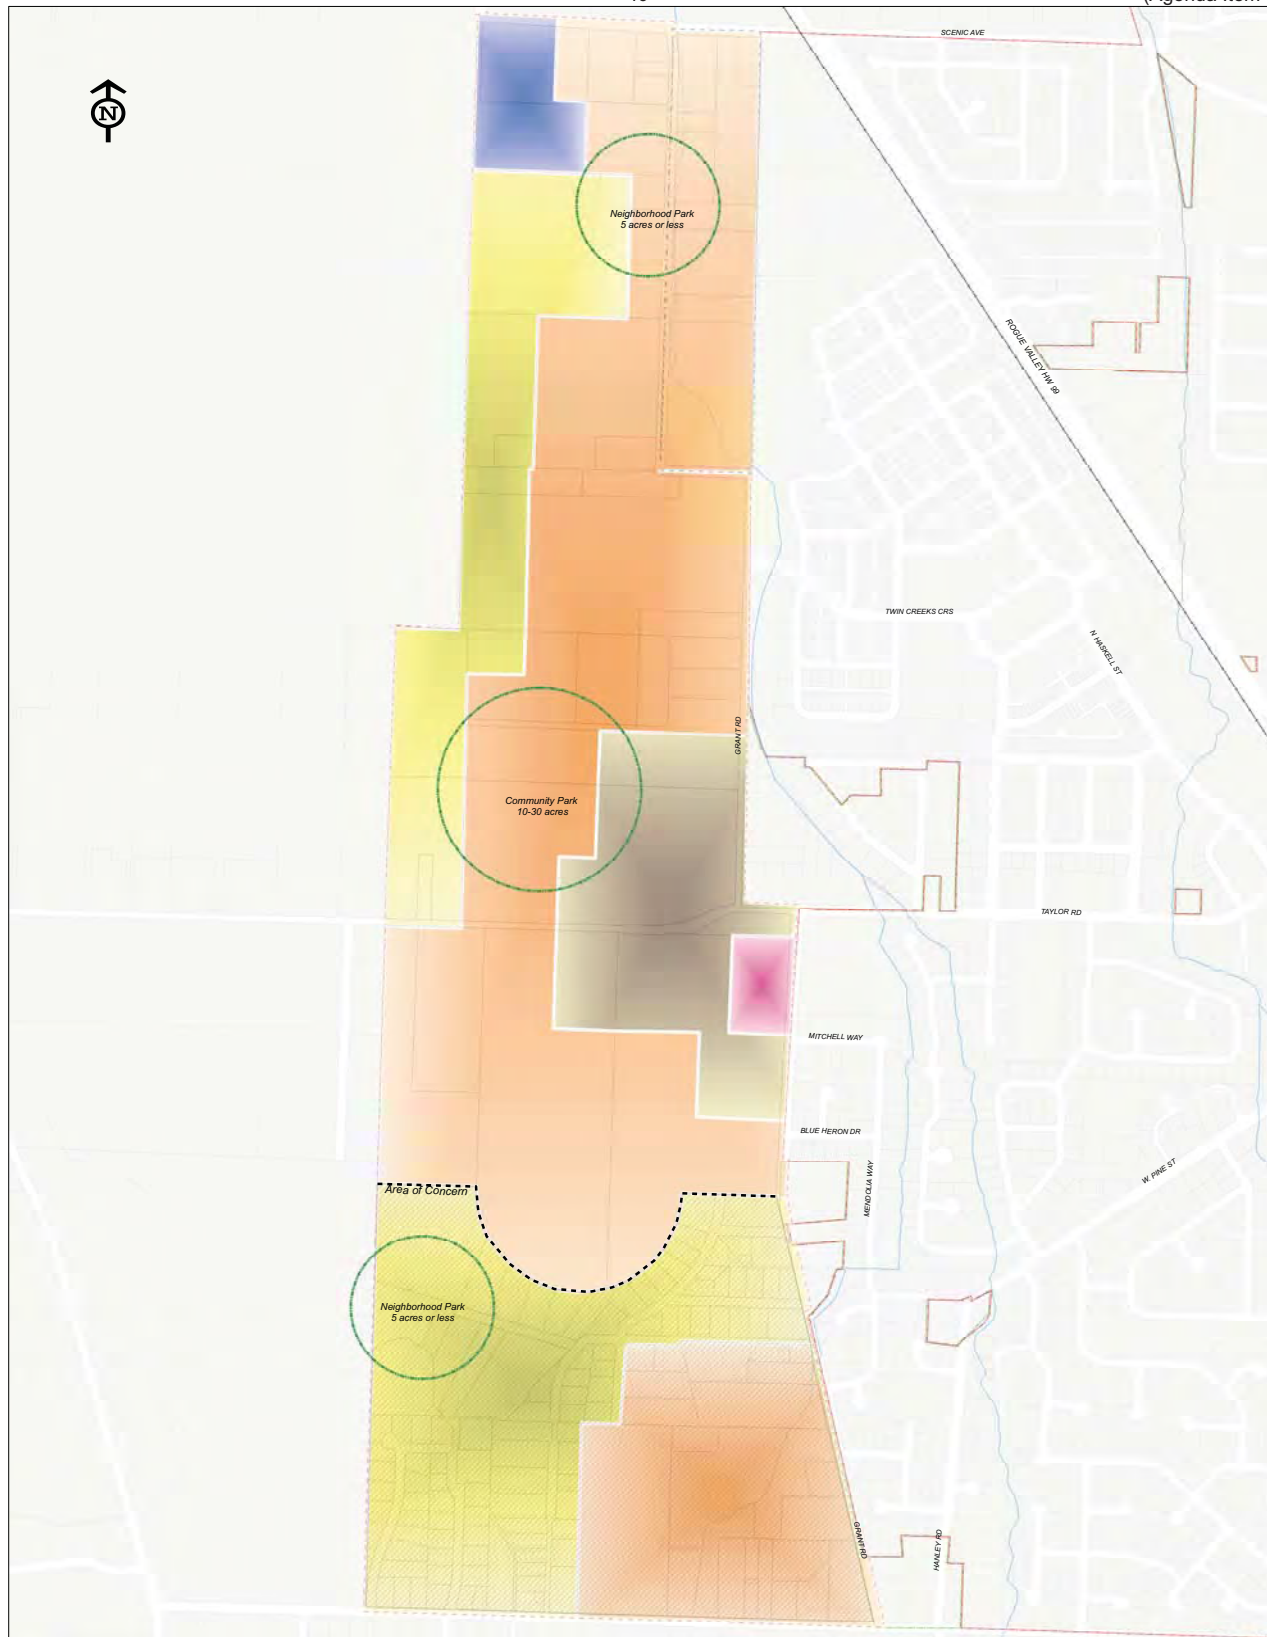 SCENIC AVE
N
Neighborhood Park
5 acres or less
ROGUE VALLEY HW 99
TWIN CREEKS CRS
N HASKELL ST
GRANT RD
Community Park
10-30 acres
TAYLOR RD
MITCHELL WAY
BLUE HERON DR
MENDOLIA WAY
W. PINE ST
Area of Concern
Neighborhood Park
5 acres or less
GRANT RD
HANLEY RD